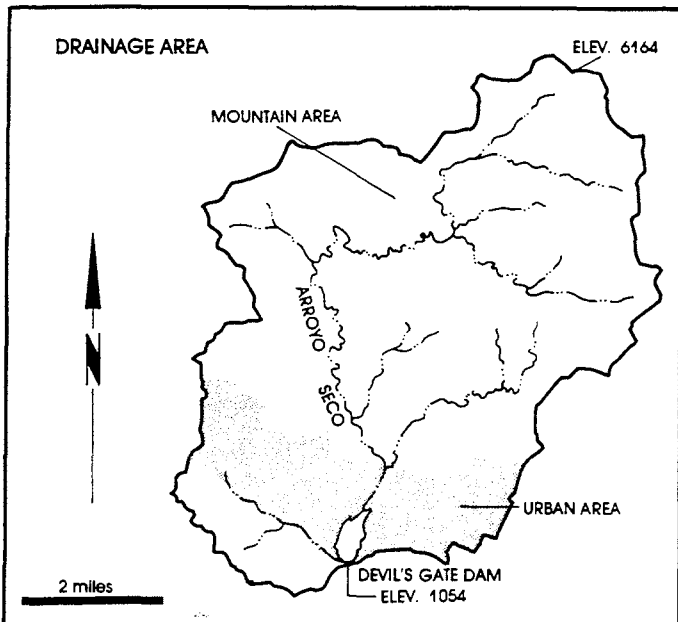 DRAINAGE AREA
ELEV. 6164
MOUNTAIN AREA
N
ARROYO
SECO
URBAN AREA
DEVIL'S GATE DAM
ELEV. 1054
2 miles